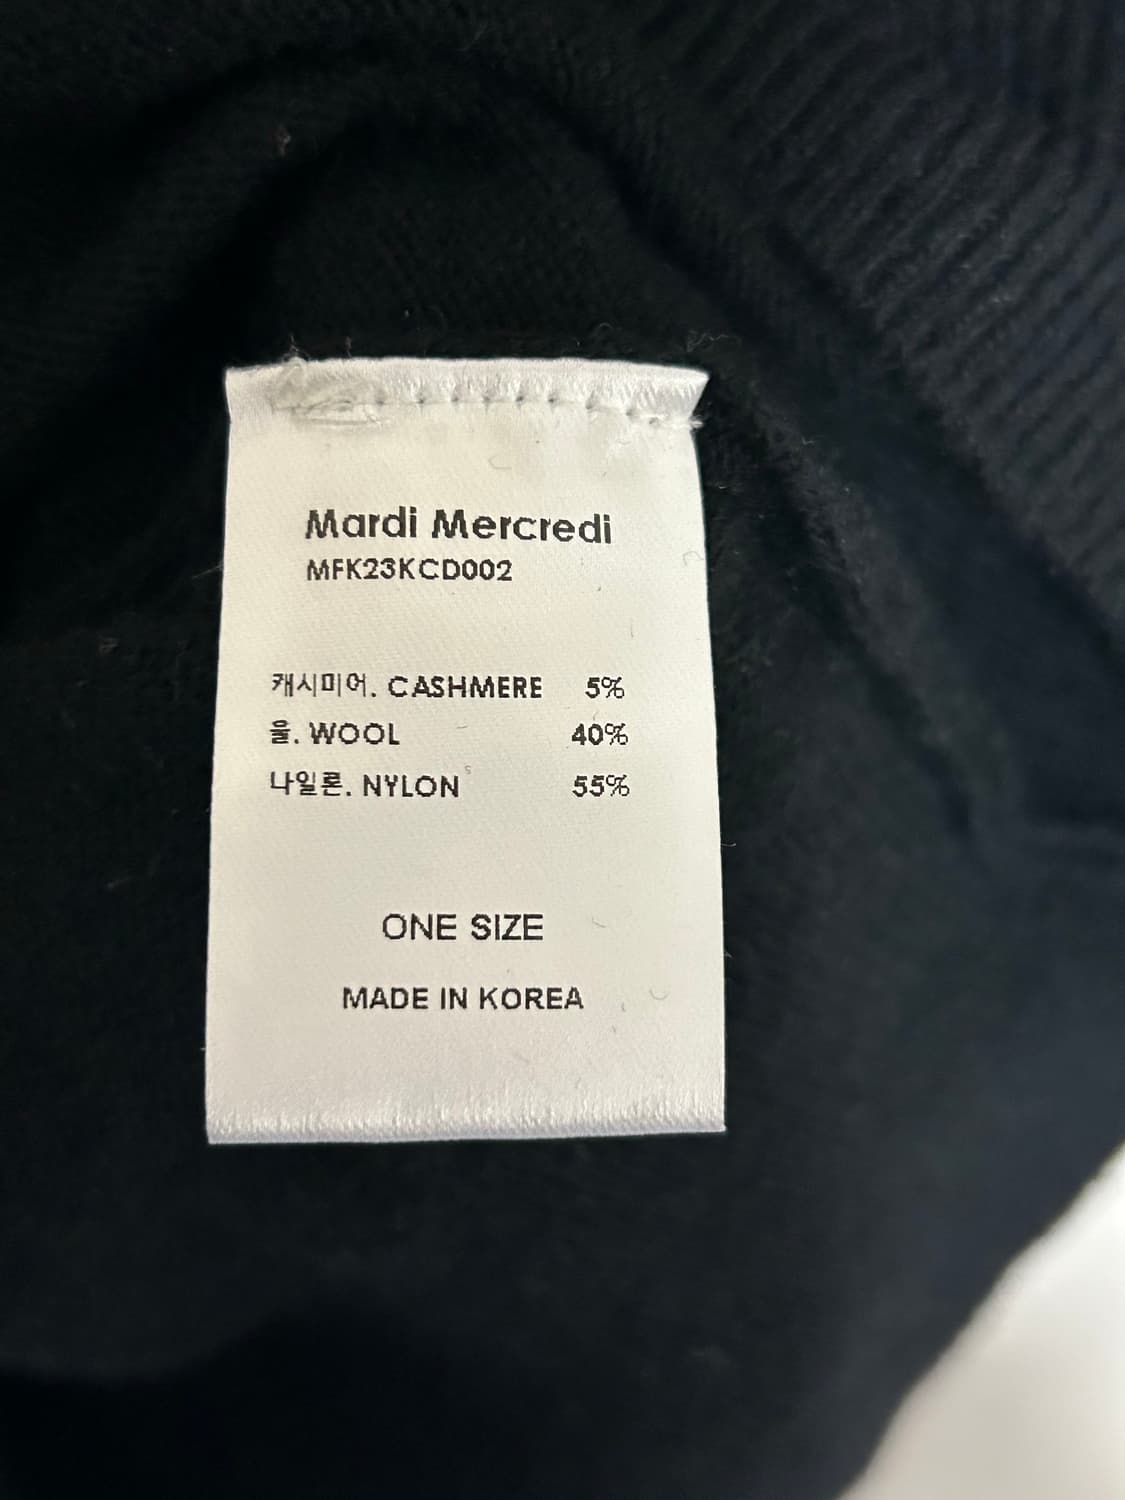 Mardi Mercredi
MFK23KCD002
캐시미어. CASHMERE 5%
울. WOOL 40%
나일론. NYLON 55%
ONE SIZE
MADE IN KOREA